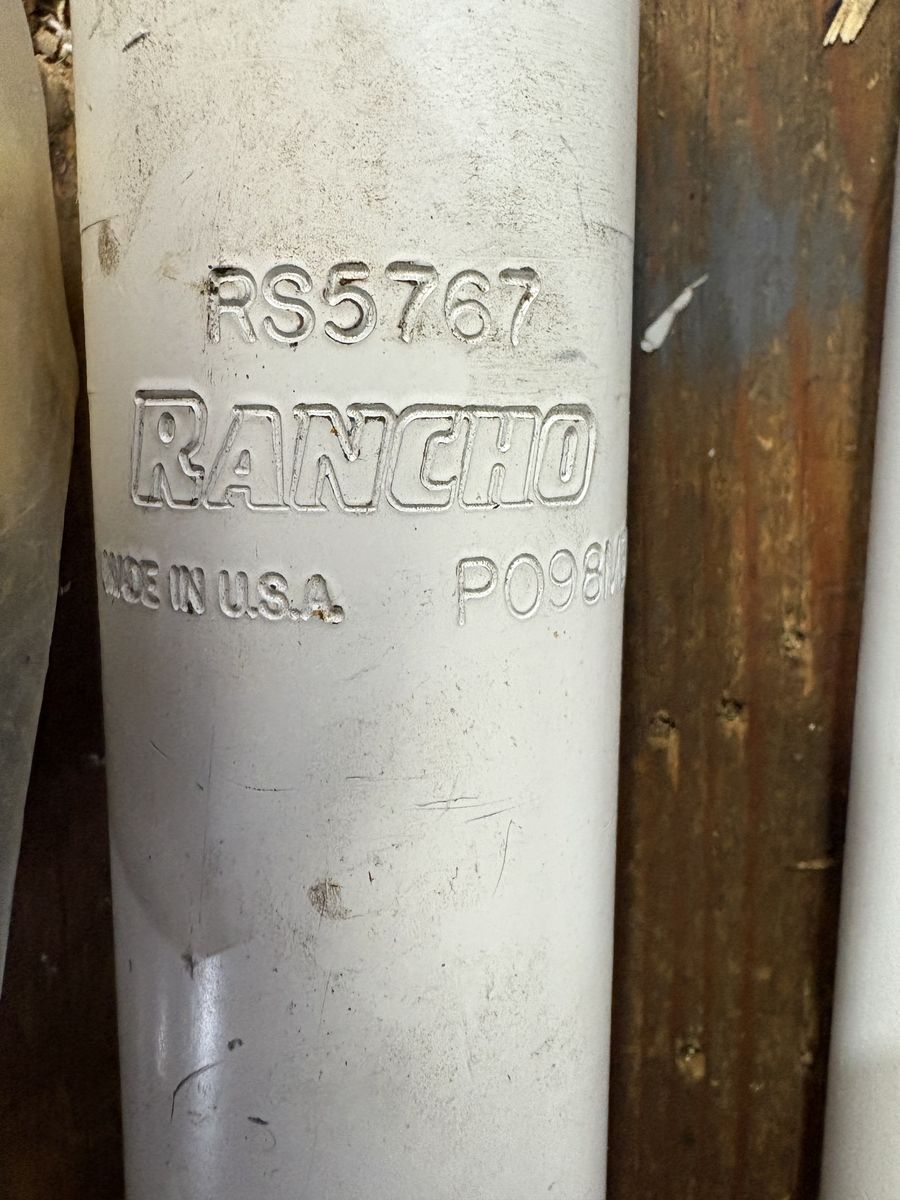 RS5767
RANCHO
MADE IN U.S.A. P098